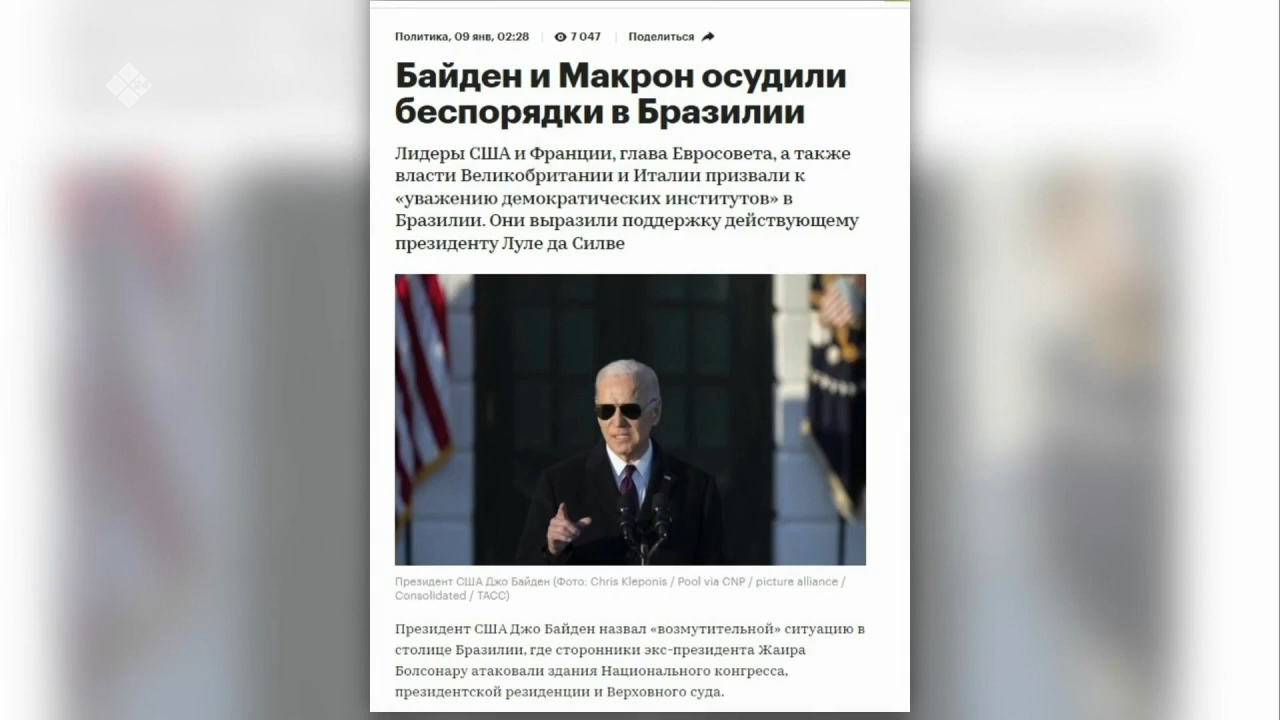 Политика, 09 янв, 02:28 7 047 Поделиться
Байден и Макрон осудили
беспорядки в Бразилии
Лидеры США и Франции, глава Евросовета, а также
власти Великобритании и Италии призвали к
«уважению демократических институтов» в
Бразилии. Они выразили поддержку действующему
президенту Луле да Силве
Президент США Джо Байден (Фото: Chris Kleponis / Pool via CNP / picture alliance /
Consolidated / ТАСС)
Президент США Джо Байден назвал «возмутительной» ситуацию в
столице Бразилии, где сторонники экс-президента Жаира
Болсонару атаковали здания Национального конгресса,
президентской резиденции и Верховного суда.